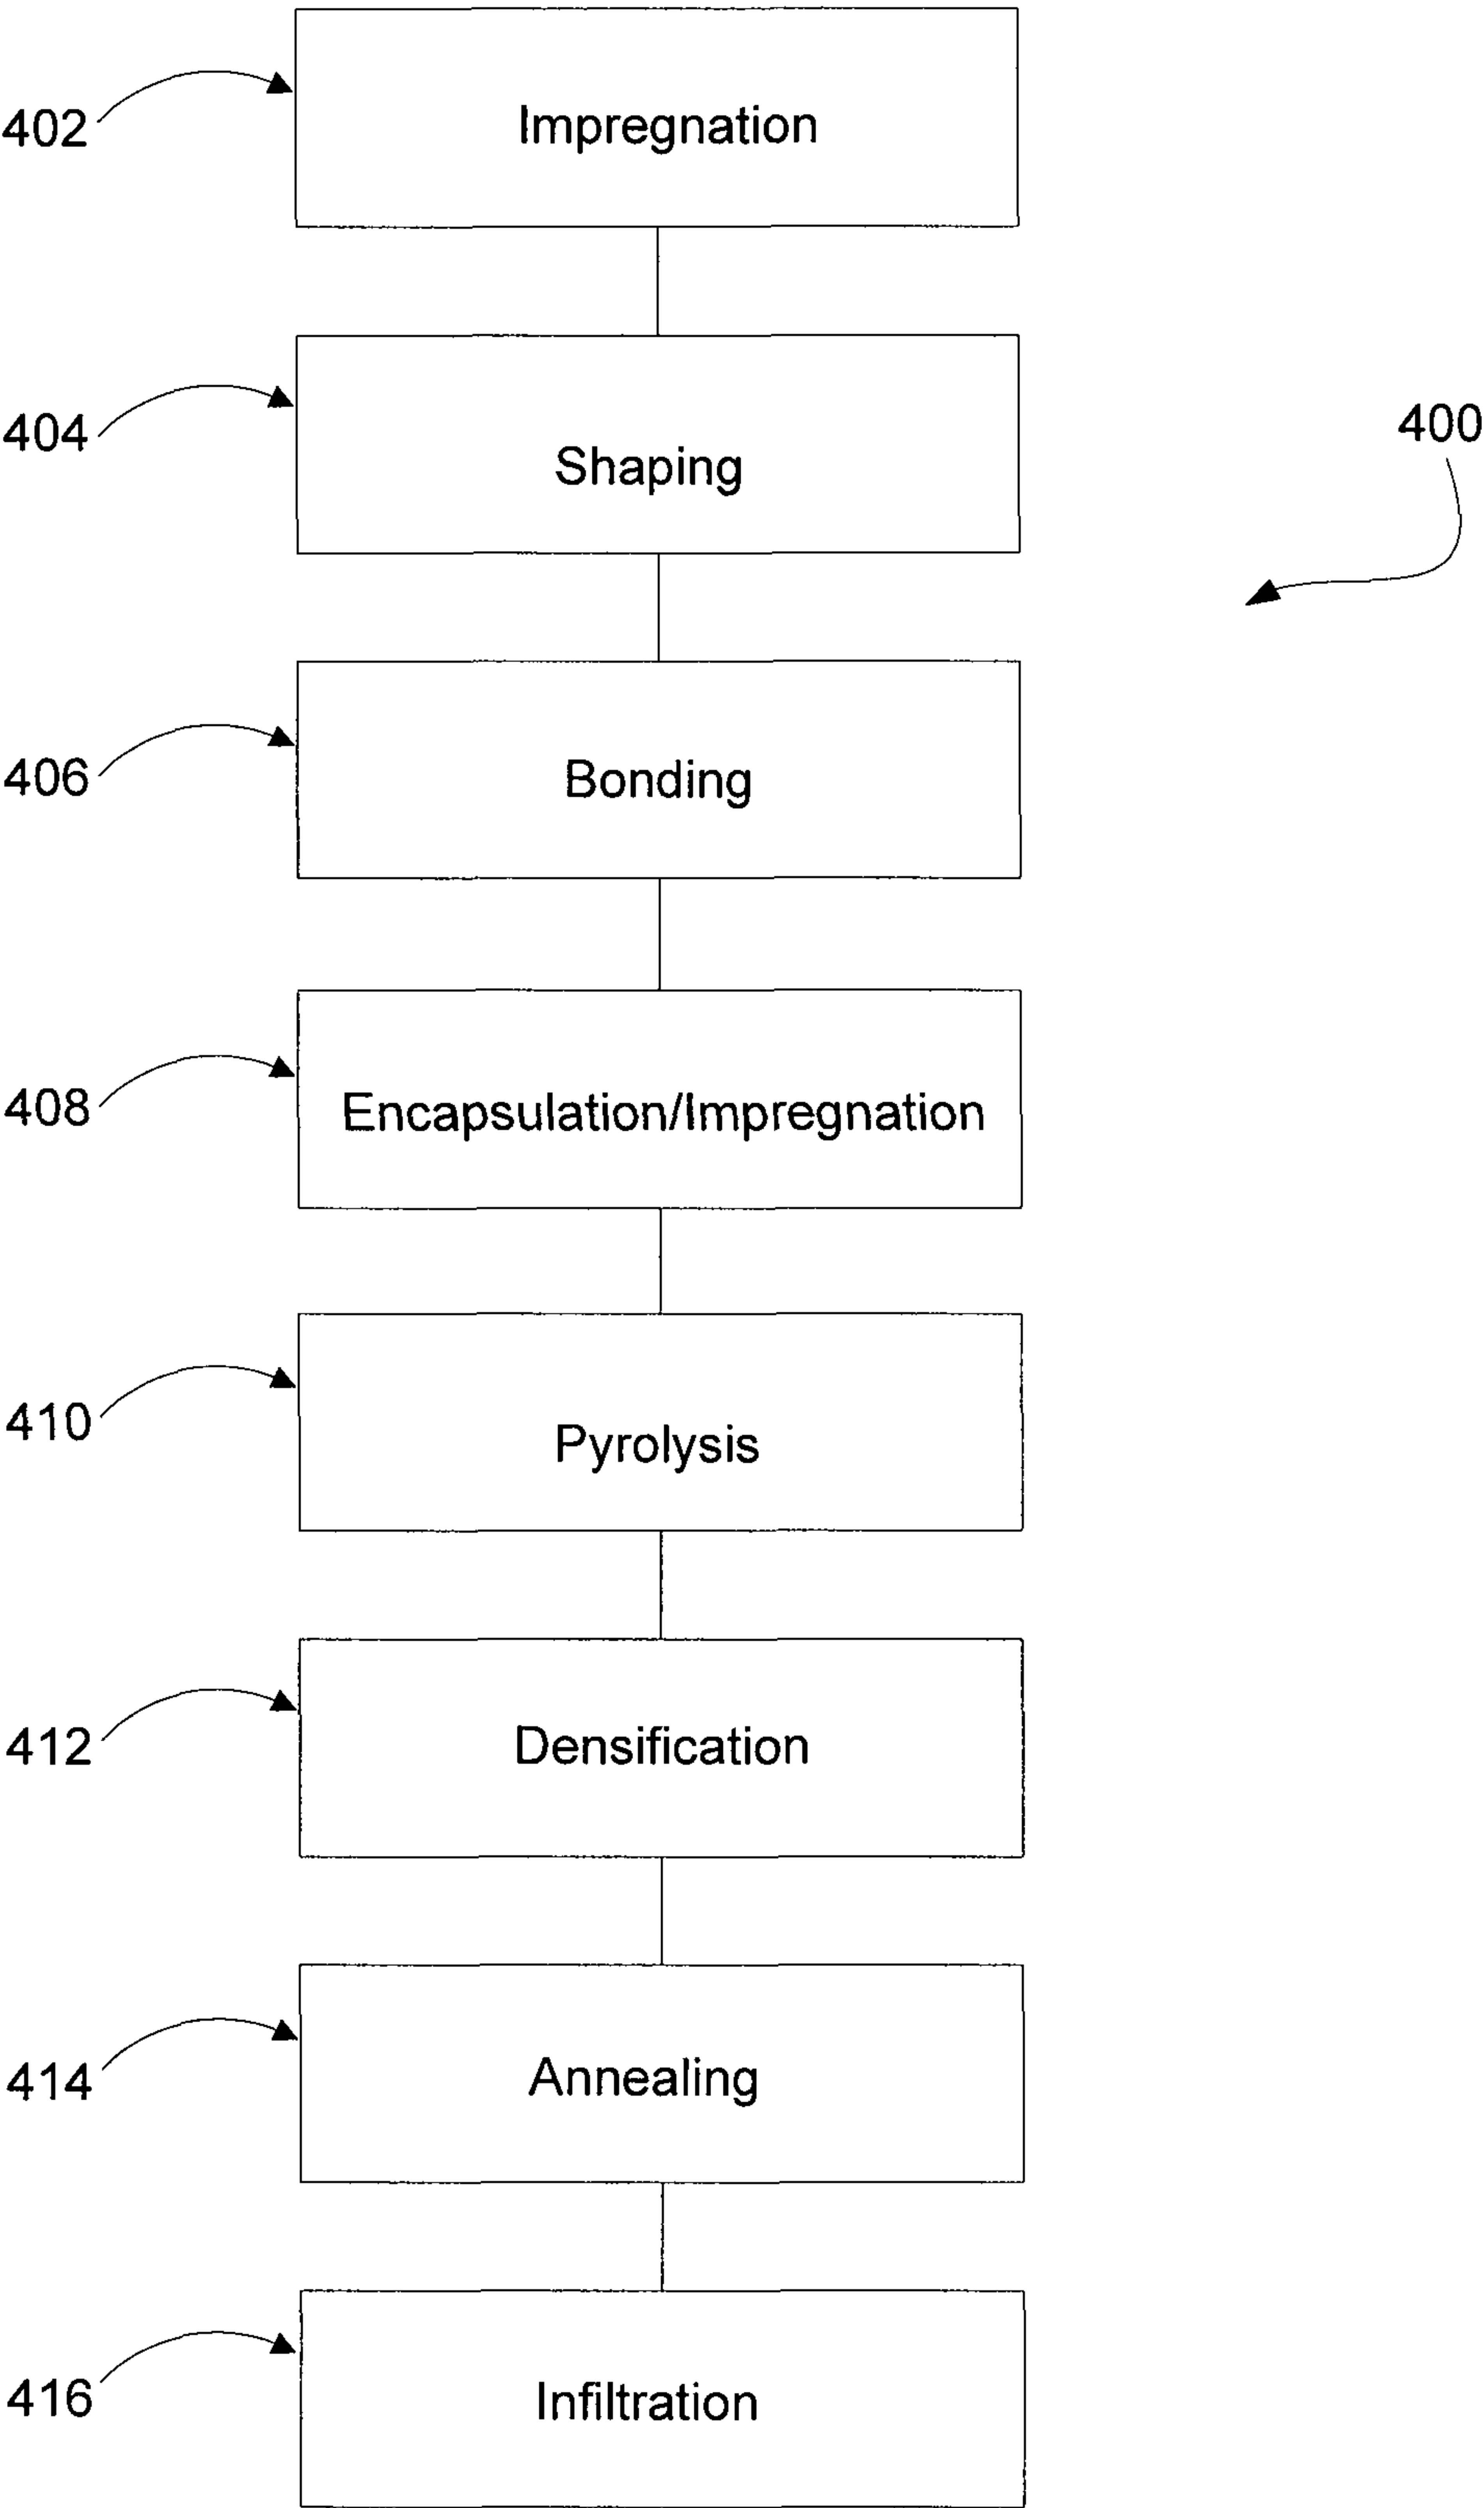 402
Impregnation
404
Shaping
400
406
Bonding
408
Encapsulation/Impregnation
410
Pyrolysis
412
Densification
414
Annealing
416
Infiltration